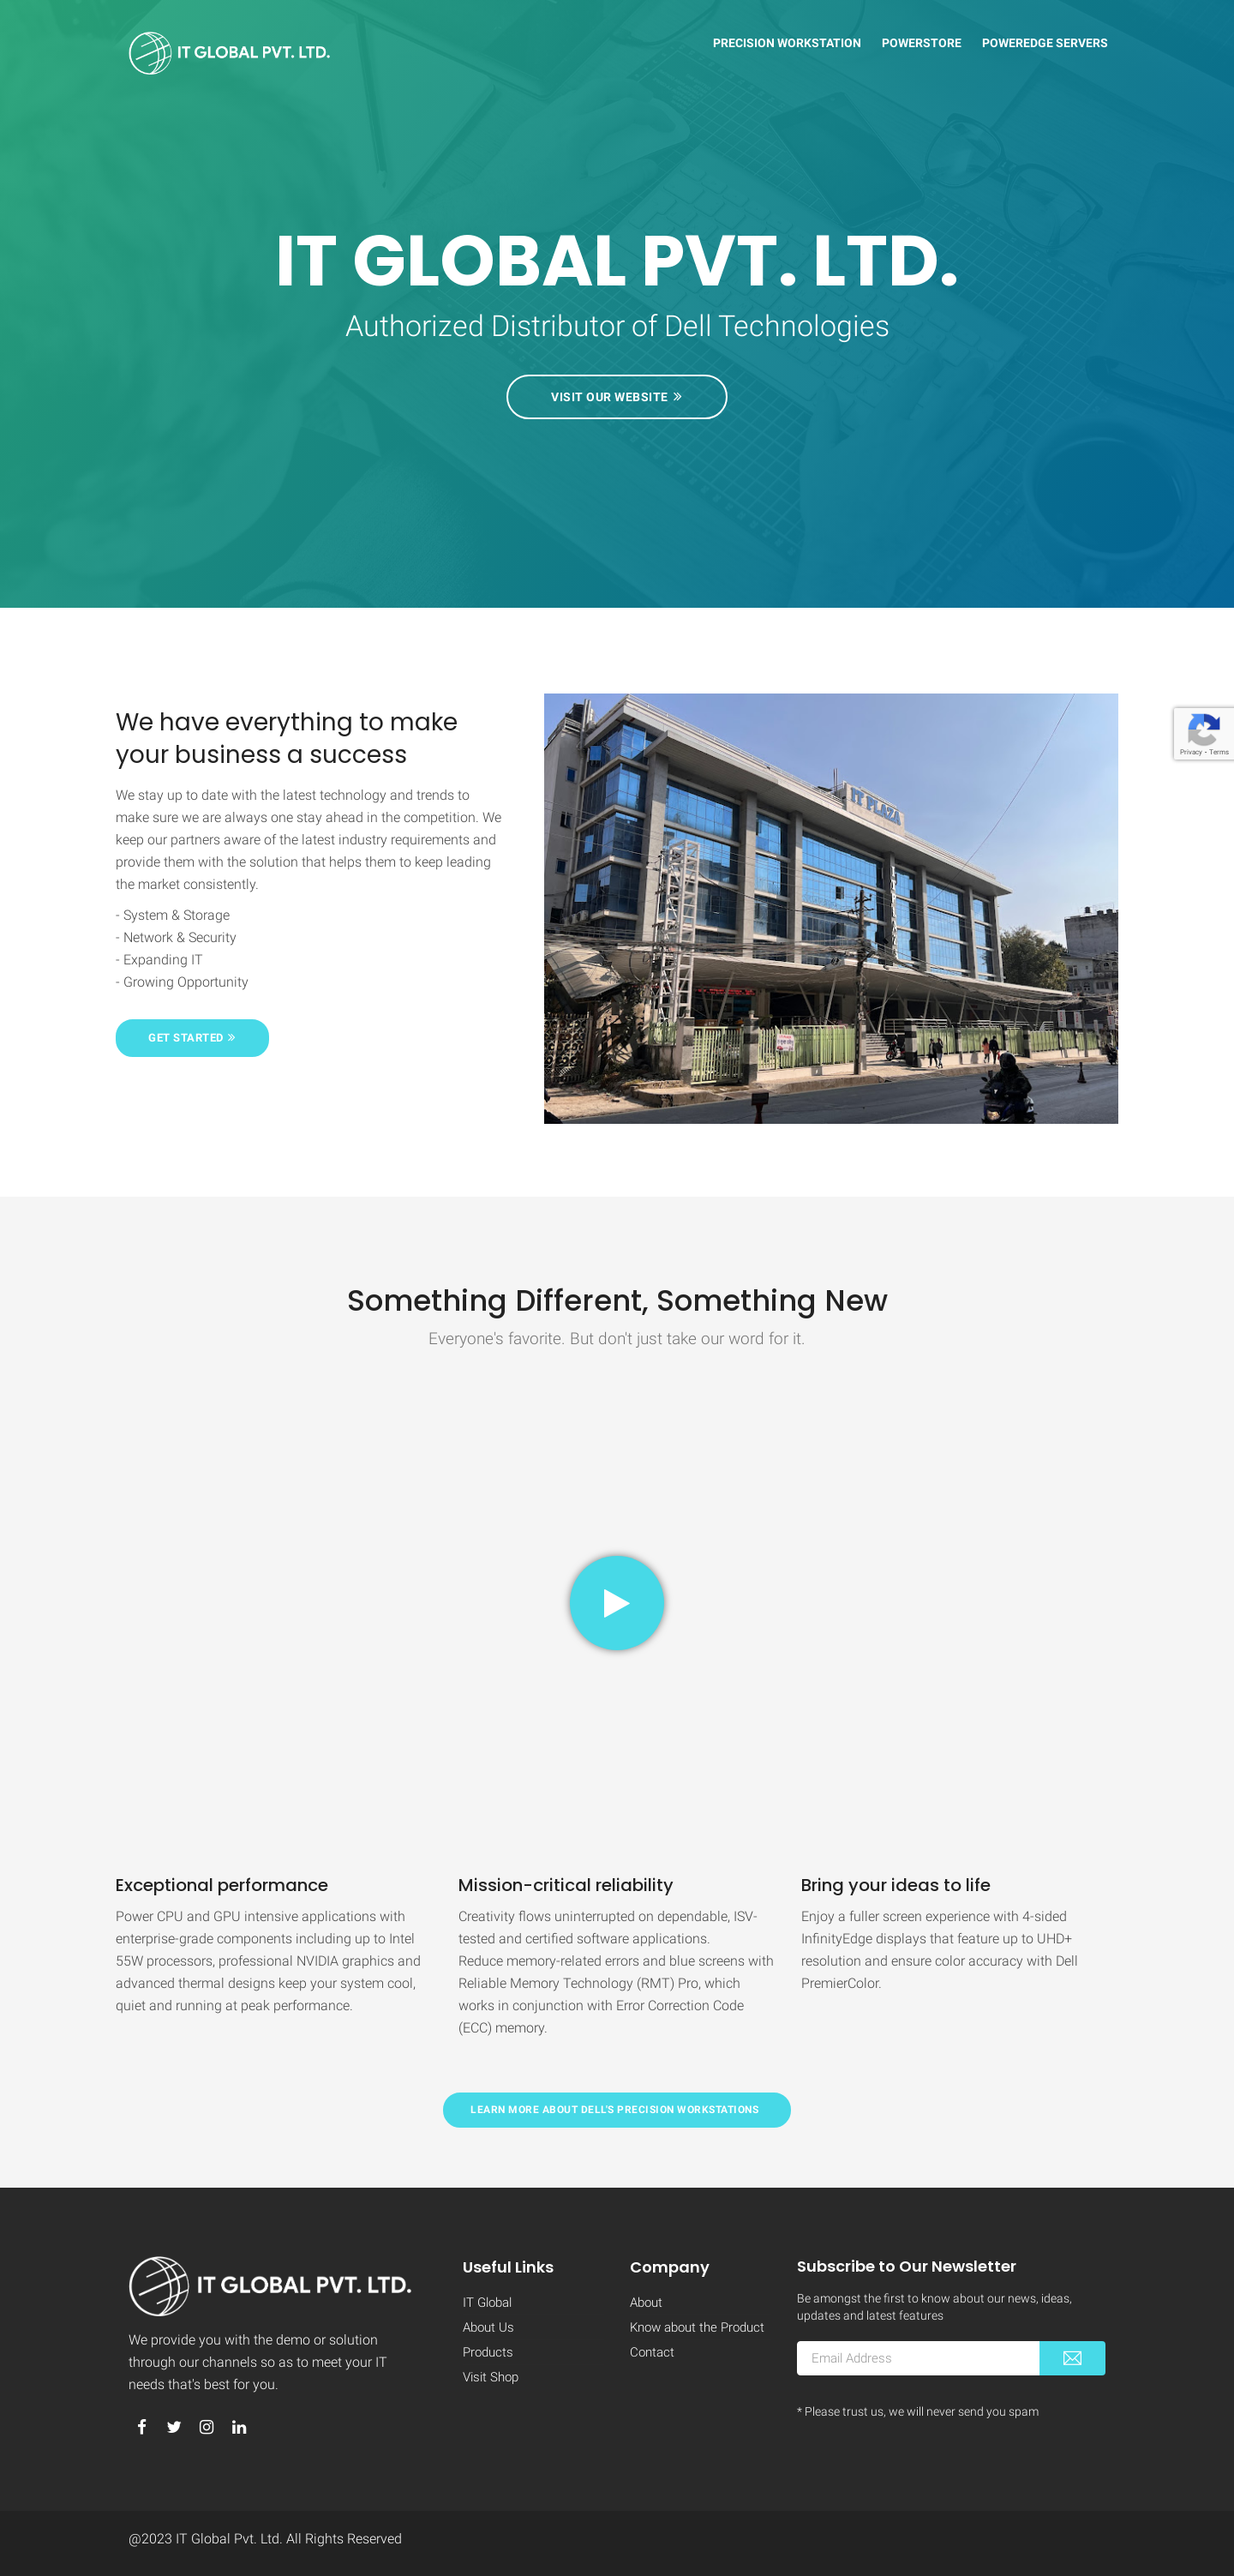 IT GLOBAL PVT. LTD.
PRECISION WORKSTATION
POWERSTORE
POWEREDGE SERVERS
IT GLOBAL PVT. LTD.
Authorized Distributor of Dell Technologies
VISIT OUR WEBSITE »
We have everything to make
your business a success
We stay up to date with the latest technology and trends to
make sure we are always one stay ahead in the competition. We
keep our partners aware of the latest industry requirements and
provide them with the solution that helps them to keep leading
the market consistently.
- System & Storage
- Network & Security
- Expanding IT
- Growing Opportunity
GET STARTED »
IT PLAZA
Privacy - Terms
Something Different, Something New
Everyone's favorite. But don't just take our word for it.
Exceptional performance
Power CPU and GPU intensive applications with
enterprise-grade components including up to Intel
55W processors, professional NVIDIA graphics and
advanced thermal designs keep your system cool,
quiet and running at peak performance.
Mission-critical reliability
Creativity flows uninterrupted on dependable, ISV-
tested and certified software applications.
Reduce memory-related errors and blue screens with
Reliable Memory Technology (RMT) Pro, which
works in conjunction with Error Correction Code
(ECC) memory.
Bring your ideas to life
Enjoy a fuller screen experience with 4-sided
InfinityEdge displays that feature up to UHD+
resolution and ensure color accuracy with Dell
PremierColor.
LEARN MORE ABOUT DELL'S PRECISION WORKSTATIONS
IT GLOBAL PVT. LTD.
We provide you with the demo or solution
through our channels so as to meet your IT
needs that's best for you.
Useful Links
IT Global
About Us
Products
Visit Shop
Company
About
Know about the Product
Contact
Subscribe to Our Newsletter
Be amongst the first to know about our news, ideas,
updates and latest features
Email Address
* Please trust us, we will never send you spam
@2023 IT Global Pvt. Ltd. All Rights Reserved